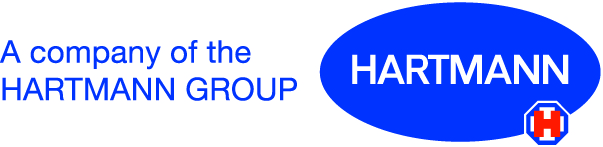 A company of the
HARTMANN GROUP
HARTMANN
H